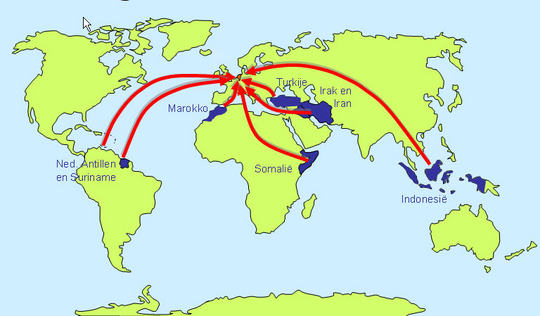 Turkije
Irak en
Iran
Marokko
Ned. Antillen
en Suriname
Somalië
Indonesië